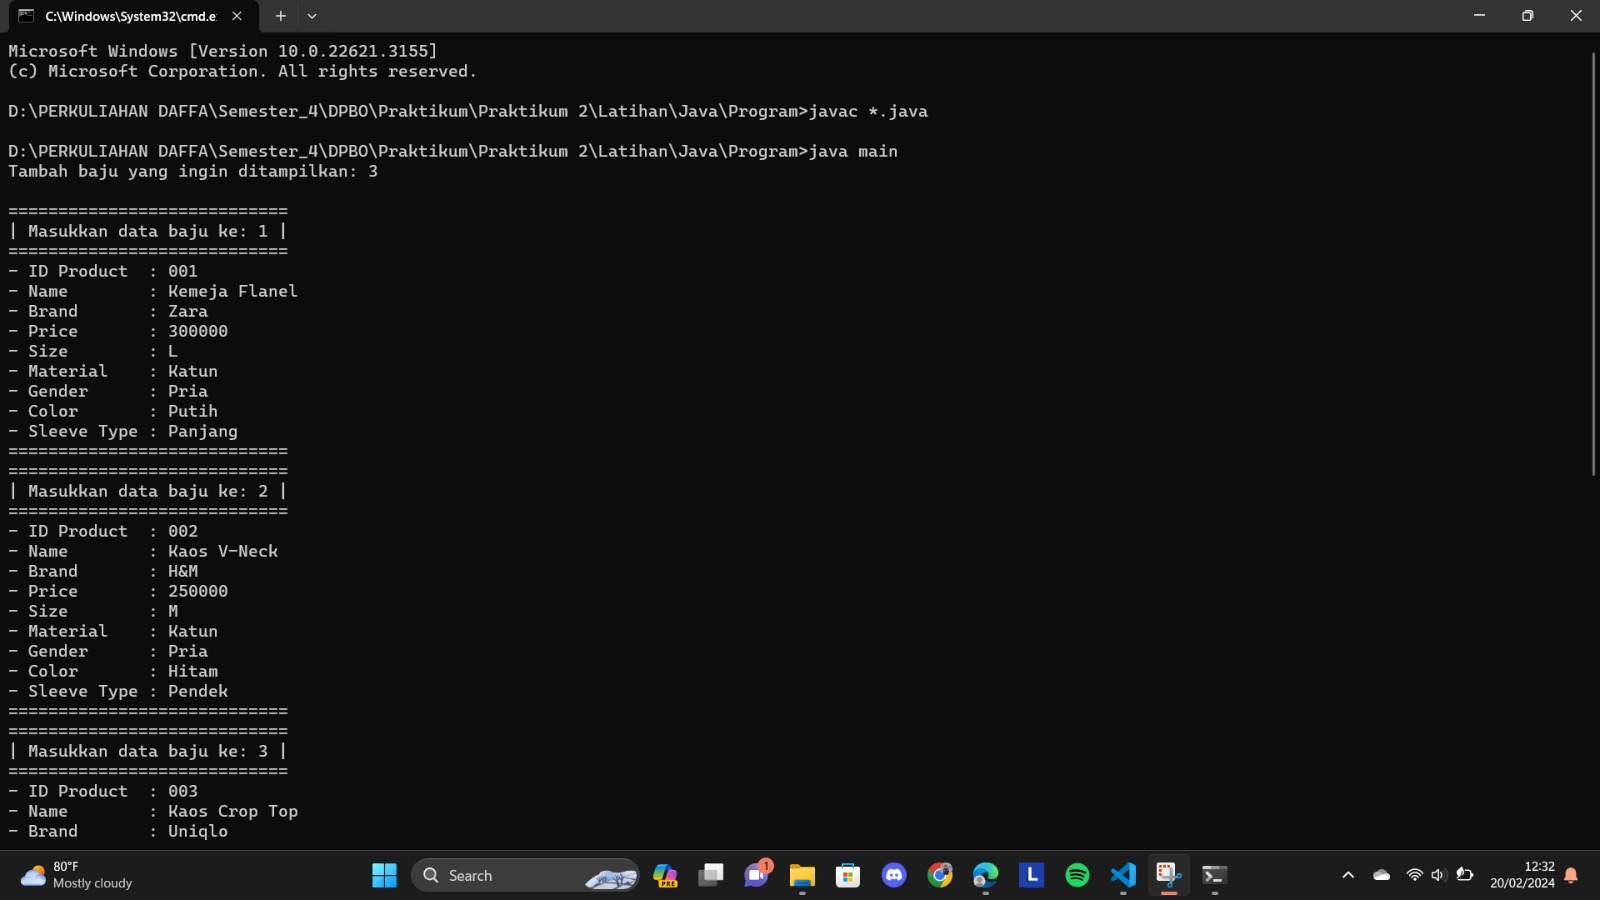 C:\Windows\System32\cmd.e
Microsoft Windows [Version 10.0.22621.3155]
(c) Microsoft Corporation. All rights reserved.
D:\PERKULIAHAN DAFFA\Semester_4\DPBO\Praktikum\Praktikum 2\Latihan\Java\Program>javac *.java
D:\PERKULIAHAN DAFFA\Semester_4\DPBO\Praktikum\Praktikum 2\Latihan\Java\Program>java main
Tambah baju yang ingin ditampilkan: 3
============================
| Masukkan data baju ke: 1 |
============================
- ID Product  : 001
- Name        : Kemeja Flanel
- Brand       : Zara
- Price       : 300000
- Size        : L
- Material    : Katun
- Gender      : Pria
- Color       : Putih
- Sleeve Type : Panjang
============================
============================
| Masukkan data baju ke: 2 |
============================
- ID Product  : 002
- Name        : Kaos V-Neck
- Brand       : H&M
- Price       : 250000
- Size        : M
- Material    : Katun
- Gender      : Pria
- Color       : Hitam
- Sleeve Type : Pendek
============================
============================
| Masukkan data baju ke: 3 |
============================
- ID Product  : 003
- Name        : Kaos Crop Top
- Brand       : Uniqlo
80°F
Mostly cloudy
Search
PRE
1
L
12:32
20/02/2024